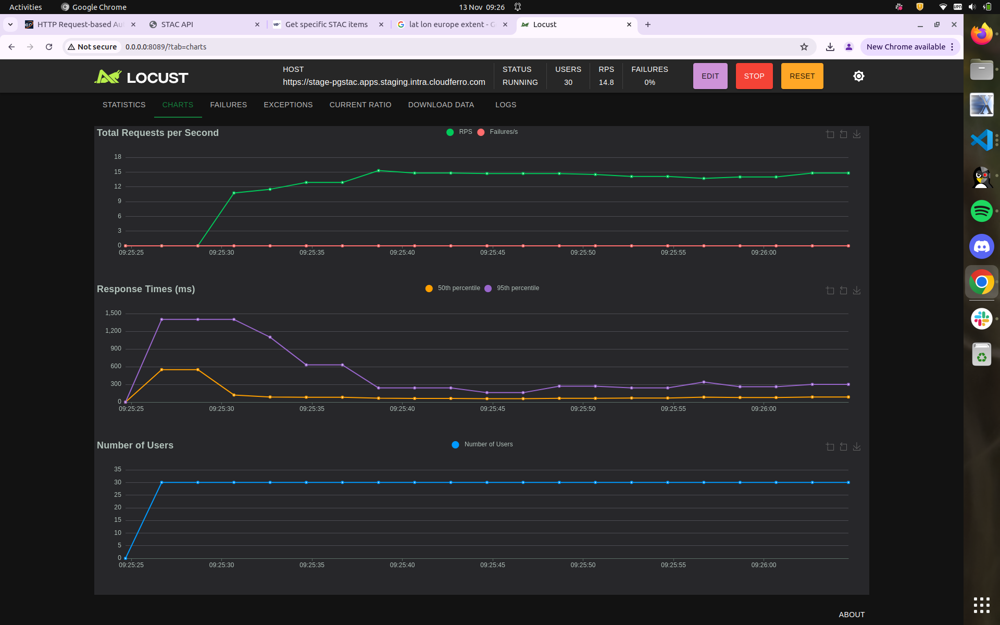 Activities
Google Chrome
13 Nov 09:26
VPN
HTTP Request-based Au
STAC API
up
Get specific STAC items
lat lon europe extent - G
Locust
Not secure
0.0.0.0:8089/?tab=charts
New Chrome available
LOCUST
HOST
https://stage-pgstac.apps.staging.intra.cloudferro.com
STATUS
RUNNING
USERS
30
RPS
14.8
FAILURES
0%
EDIT
STOP
RESET
STATISTICS
CHARTS
FAILURES
EXCEPTIONS
CURRENT RATIO
DOWNLOAD DATA
LOGS
Total Requests per Second
RPS
Failures/s
18
15
12
9
6
3
0
09:25:25
09:25:30
09:25:35
09:25:40
09:25:45
09:25:50
09:25:55
09:26:00
Response Times (ms)
50th percentile
95th percentile
1,500
1,200
900
600
300
0
09:25:25
09:25:30
09:25:35
09:25:40
09:25:45
09:25:50
09:25:55
09:26:00
Number of Users
Number of Users
35
30
25
20
15
10
5
0
09:25:25
09:25:30
09:25:35
09:25:40
09:25:45
09:25:50
09:25:55
09:26:00
ABOUT